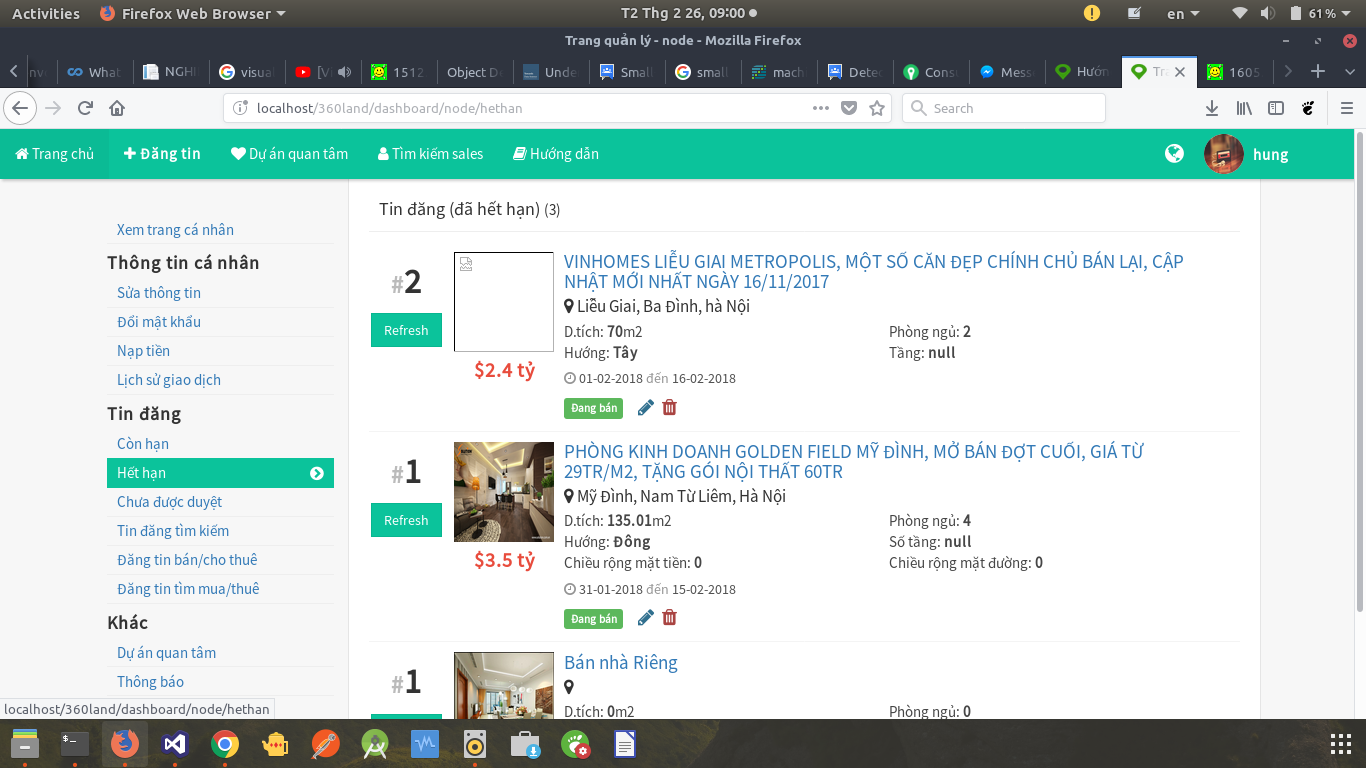 Activities
Firefox Web Browser
T2 Thg 2 26, 09:00
en
61%
Trang quản lý - node - Mozilla Firefox
What
NGHI
visua
[Vi
1512
Object De
Unde
Small
small
mach
Detec
Consu
Messe
Hướn
Tra
1605
localhost/360land/dashboard/node/hethan
Search
Trang chủ
Đăng tin
Dự án quan tâm
Tìm kiếm sales
Hướng dẫn
hung
Xem trang cá nhân
Thông tin cá nhân
Sửa thông tin
Đổi mật khẩu
Nạp tiền
Lịch sử giao dịch
Tin đăng
Còn hạn
Hết hạn
Chưa được duyệt
Tin đăng tìm kiếm
Đăng tin bán/cho thuê
Đăng tin tìm mua/thuê
Khác
Dự án quan tâm
Thông báo
localhost/360land/dashboard/node/hethan
Tin đăng (đã hết hạn) (3)
#2
Refresh
$2.4 tỷ
VINHOMES LIỄU GIAI METROPOLIS, MỘT SỐ CĂN ĐẸP CHÍNH CHỦ BÁN LẠI, CẬP
NHẬT MỚI NHẤT NGÀY 16/11/2017
Liễu Giai, Ba Đình, hà Nội
D.tích: 70m2 Phòng ngủ: 2
Hướng: Tây Tầng: null
01-02-2018 đến 16-02-2018
Đang bán
#1
Refresh
$3.5 tỷ
PHÒNG KINH DOANH GOLDEN FIELD MỸ ĐÌNH, MỞ BÁN ĐỢT CUỐI, GIÁ TỪ
29TR/M2, TẶNG GÓI NỘI THẤT 60TR
Mỹ Đình, Nam Từ Liêm, Hà Nội
D.tích: 135.01m2 Phòng ngủ: 4
Hướng: Đông Số tầng: null
Chiều rộng mặt tiền: 0 Chiều rộng mặt đường: 0
31-01-2018 đến 15-02-2018
Đang bán
#1
Bán nhà Riêng
D.tích: 0m2 Phòng ngủ: 0